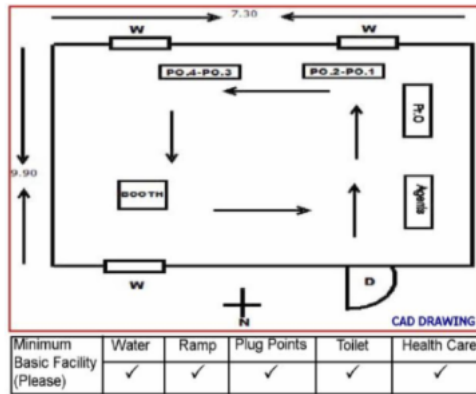 7.30
W W
PO.4-PO.3 PO.2-PO.1
Pt.O
9.90
BOOTH
Agents
W
D
N
CAD DRAWING
Minimum Basic Facility (Please) Water Ramp Plug Points Toilet Health Care
✓ ✓ ✓ ✓ ✓